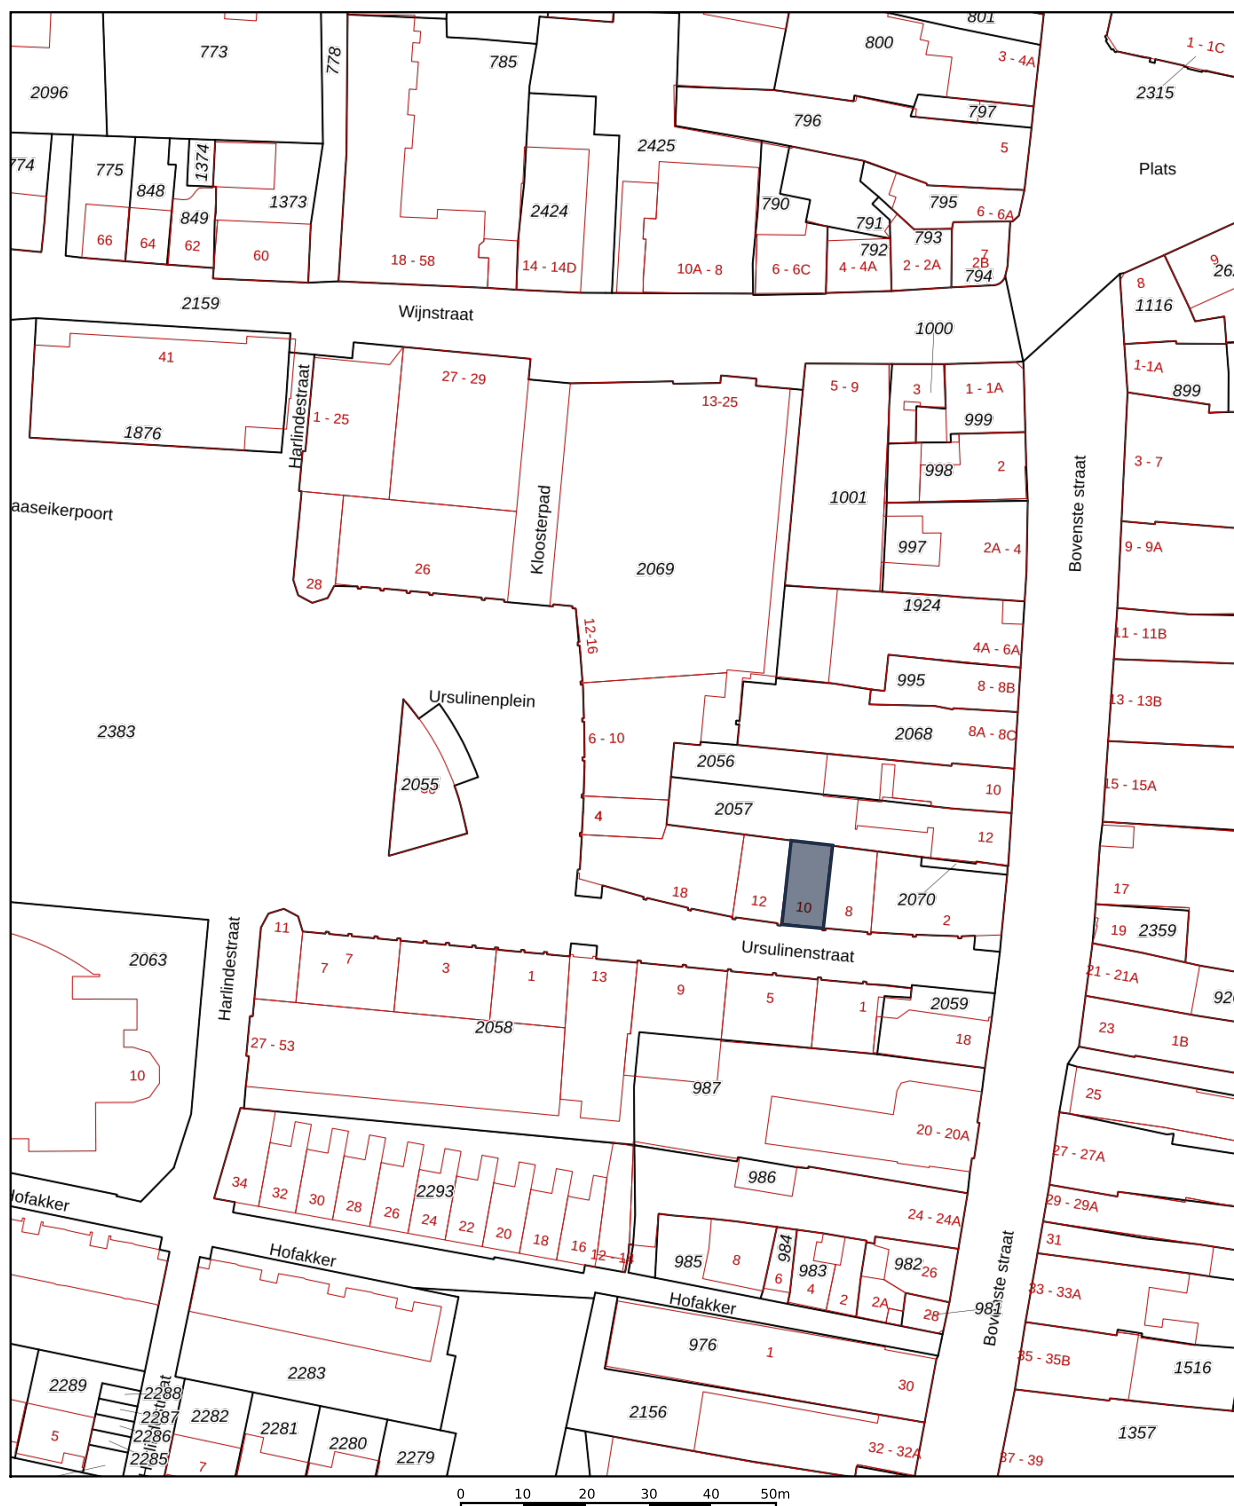 801
800
1 - 1C
3 - 4A
773
778
785
2096
2315
797
796
5
2425
Plats
774
775
848
1374
1373
849
790
791
795
6 - 6A
2424
793
792
66
64
62
60
18 - 58
14 - 14D
10A - 8
6 - 6C
4 - 4A
2 - 2A
7
2B
794
9
8
1116
2159
Wijnstraat
1000
41
27 - 29
5 - 9
3
1 - 1A
1-1A
899
13-25
1 - 25
999
1876
Harlindestraat
998
2
3 - 7
1001
aaseikerpoort
Kloosterpad
Bovenste straat
997
2A - 4
9 - 9A
2069
26
28
1924
12-16
4A - 6A
11 - 11B
995
8 - 8B
Ursulinenplein
13 - 13B
2383
6 - 10
2068
8A - 8C
2056
2055
10
15 - 15A
2057
4
12
18
12
10
8
2070
2
17
11
19
2359
Ursulinenstraat
2063
Harlindestraat
7
7
3
1
13
9
5
1
2059
21 - 21A
2058
18
23
1B
27 - 53
10
987
25
20 - 20A
27 - 27A
986
34
32
30
28
26
2293
24
22
20
18
16
24 - 24A
29 - 29A
Hofakker
31
Hofakker
985
8
984
6
983
4
2
982
26
2A
28
981
33 - 33A
Hofakker
Bovenste straat
976
1
35 - 35B
1516
2283
30
2289
2288
2287
2286
2285
2282
2281
2280
2279
2156
5
7
32 - 32A
1357
37 - 39
0 10 20 30 40 50m